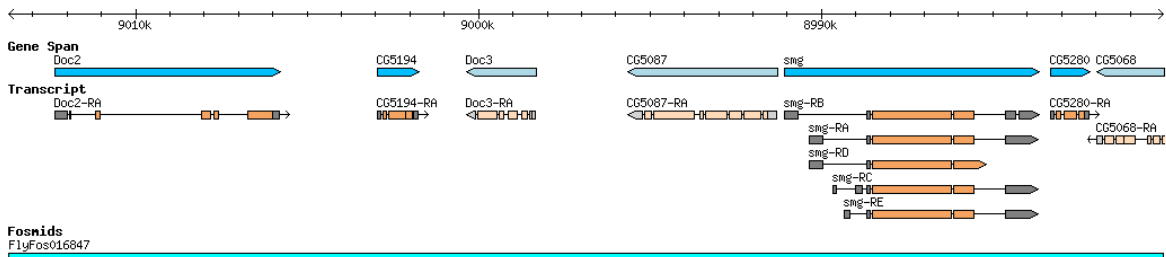 9010k 9000k 8990k
Gene Span
Doc2 CG5194 Doc3 CG5087 smg CG5280 CG5068
Transcript
Doc2-RA CG5194-RA Doc3-RA CG5087-RA smg-RB CG5280-RA
smg-RA CG5068-RA
smg-RD
smg-RC
smg-RE
Fosmids
FlyFos016847